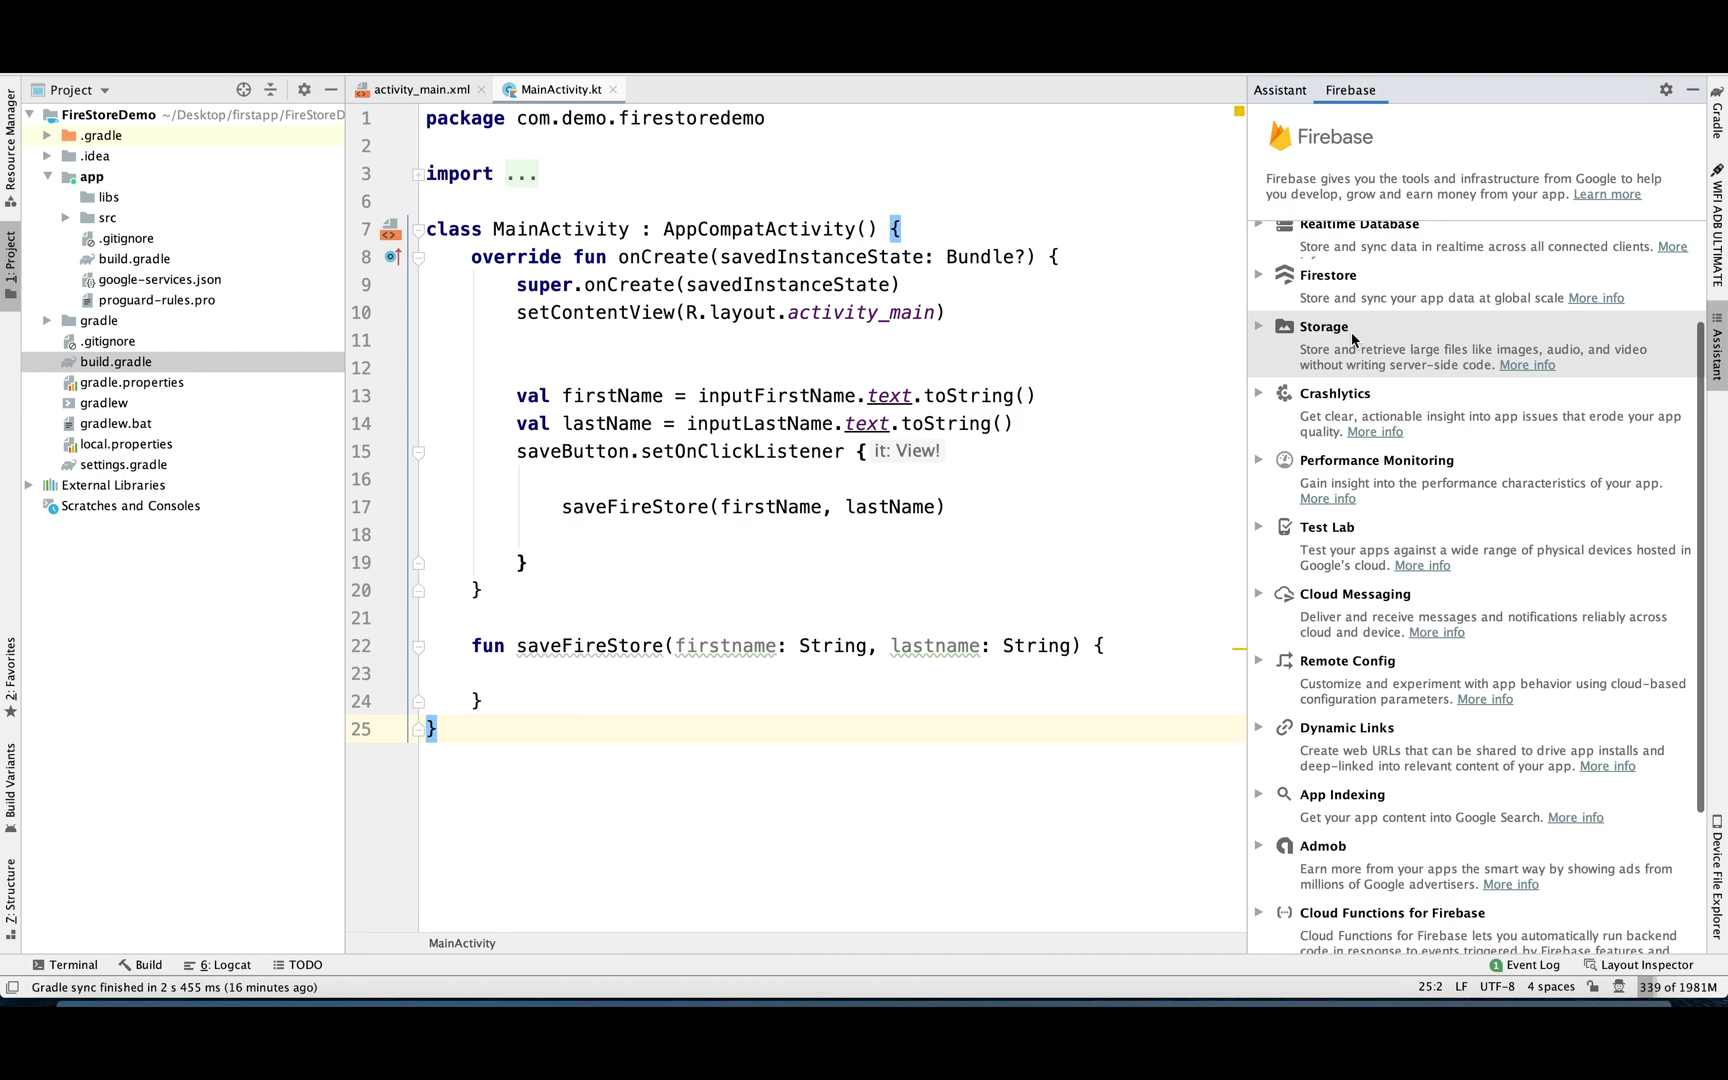 Project
activity_main.xml
MainActivity.kt
Assistant
Firebase
Resource Manager
1: Project
2: Favorites
Build Variants
Z: Structure
FireStoreDemo ~/Desktop/firstapp/FireStoreD
.gradle
.idea
app
libs
src
.gitignore
build.gradle
google-services.json
proguard-rules.pro
gradle
.gitignore
build.gradle
gradle.properties
gradlew
gradlew.bat
local.properties
settings.gradle
External Libraries
Scratches and Consoles
1 package com.demo.firestoredemo
2
3 import ...
6
7 class MainActivity : AppCompatActivity() {
8 override fun onCreate(savedInstanceState: Bundle?) {
9 super.onCreate(savedInstanceState)
10 setContentView(R.layout.activity_main)
11
12
13 val firstName = inputFirstName.text.toString()
14 val lastName = inputLastName.text.toString()
15 saveButton.setOnClickListener { it: View!
16
17 saveFireStore(firstName, lastName)
18
19 }
20 }
21
22 fun saveFireStore(firstname: String, lastname: String) {
23
24 }
25 }
MainActivity
Firebase
Firebase gives you the tools and infrastructure from Google to help
you develop, grow and earn money from your app. Learn more
Realtime Database
Store and sync data in realtime across all connected clients. More
Firestore
Store and sync your app data at global scale More info
Storage
Store and retrieve large files like images, audio, and video
without writing server-side code. More info
Crashlytics
Get clear, actionable insight into app issues that erode your app
quality. More info
Performance Monitoring
Gain insight into the performance characteristics of your app.
More info
Test Lab
Test your apps against a wide range of physical devices hosted in
Google's cloud. More info
Cloud Messaging
Deliver and receive messages and notifications reliably across
cloud and device. More info
Remote Config
Customize and experiment with app behavior using cloud-based
configuration parameters. More info
Dynamic Links
Create web URLs that can be shared to drive app installs and
deep-linked into relevant content of your app. More info
App Indexing
Get your app content into Google Search. More info
Admob
Earn more from your apps the smart way by showing ads from
millions of Google advertisers. More info
Cloud Functions for Firebase
Cloud Functions for Firebase lets you automatically run backend
code in response to events triggered by Firebase features and
Gradle
WIFI ADB ULTIMATE
Assistant
Device File Explorer
Terminal
Build
6: Logcat
TODO
1 Event Log
Layout Inspector
Gradle sync finished in 2 s 455 ms (16 minutes ago)
25:2 LF UTF-8 4 spaces 339 of 1981M